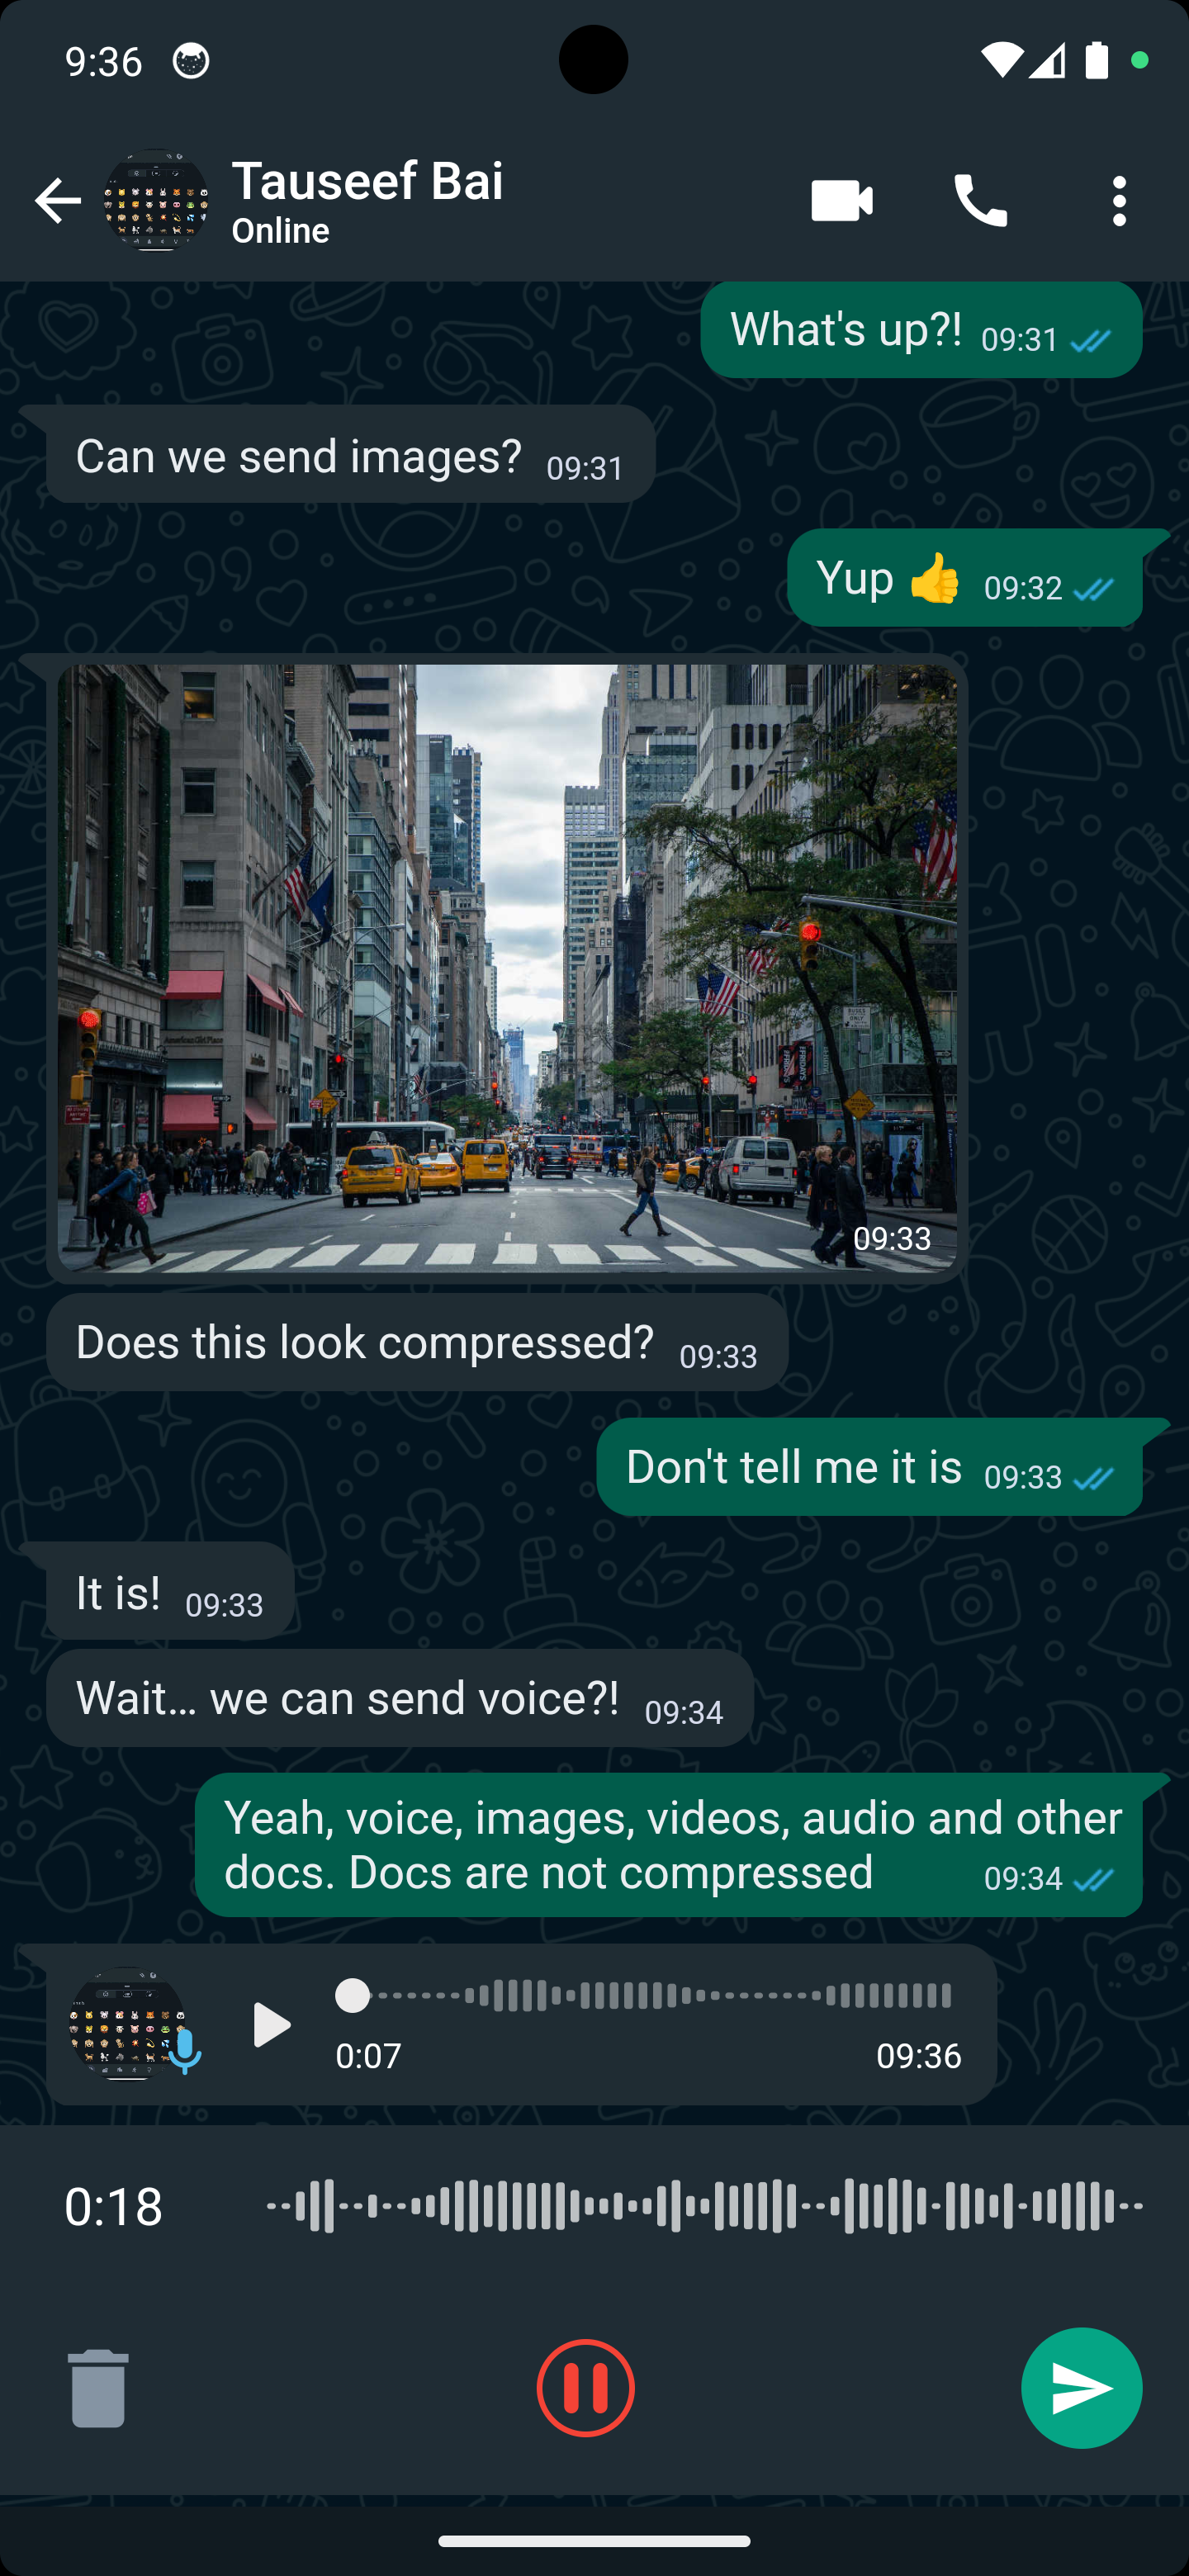 9:36
Tauseef Bai
Online
What's up?! 09:31
Can we send images? 09:31
Yup 👍 09:32
09:33
Does this look compressed? 09:33
Don't tell me it is 09:33
It is! 09:33
Wait... we can send voice?! 09:34
Yeah, voice, images, videos, audio and other
docs. Docs are not compressed 09:34
0:07 09:36
0:18